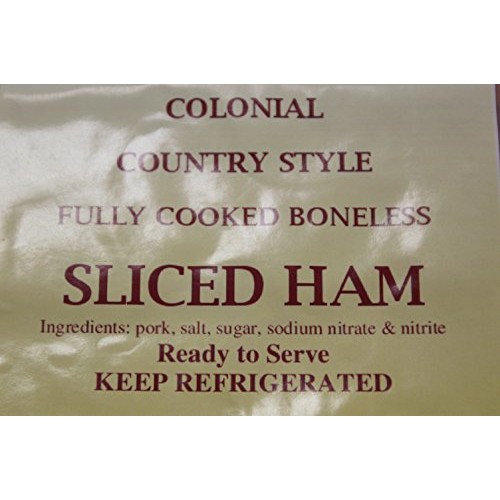 COLONIAL
COUNTRY STYLE
FULLY COOKED BONELESS
SLICED HAM
Ingredients: pork, salt, sugar, sodium nitrate & nitrite
Ready to Serve
KEEP REFRIGERATED